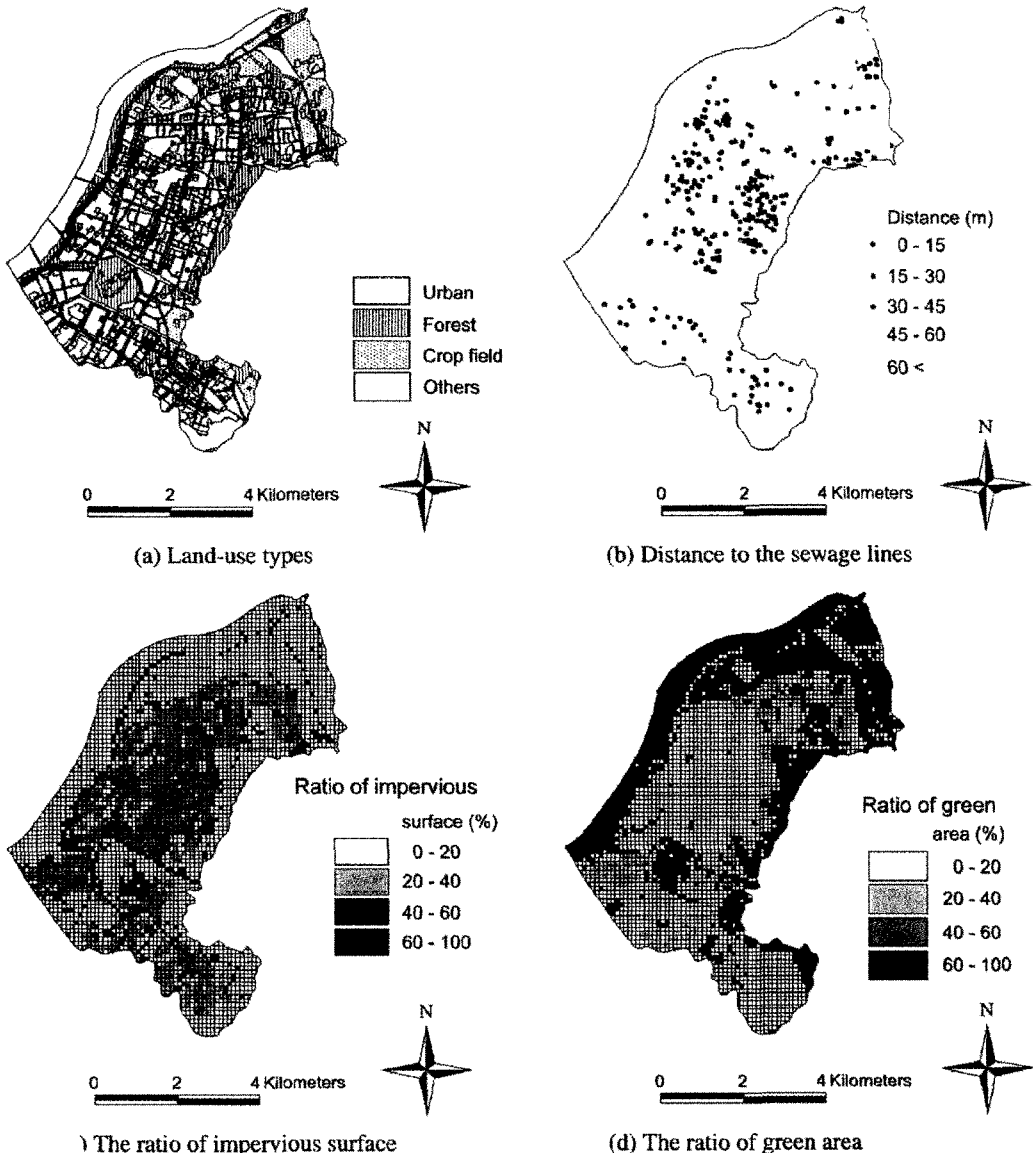 Urban
Forest
Crop field
Others
N
0 2 4 Kilometers
(a) Land-use types
Distance (m)
0 - 15
15 - 30
30 - 45
45 - 60
60 <
N
0 2 4 Kilometers
(b) Distance to the sewage lines
Ratio of impervious
surface (%)
0 - 20
20 - 40
40 - 60
60 - 100
N
0 2 4 Kilometers
) The ratio of impervious surface
Ratio of green
area (%)
0 - 20
20 - 40
40 - 60
60 - 100
N
0 2 4 Kilometers
(d) The ratio of green area